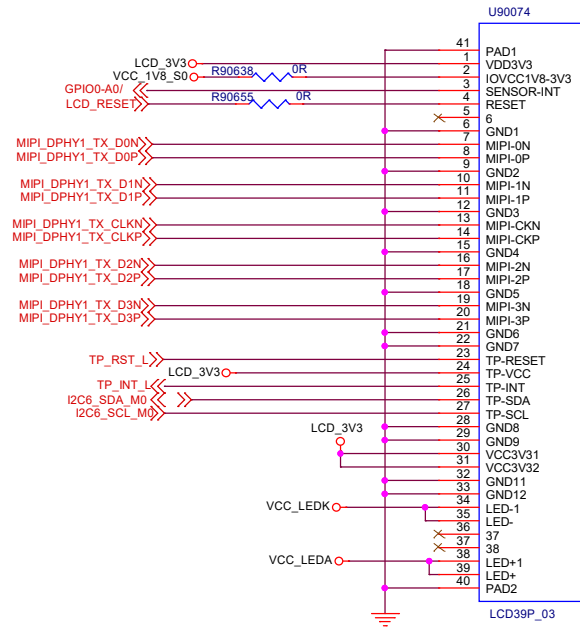 U90074
41 PAD1
LCD_3V3 1 VDD3V3
VCC_1V8_S0 R90638 0R 2 IOVCC1V8-3V3
GPIO0-A0/ 3 SENSOR-INT
LCD_RESET R90655 0R 4 RESET
5 6
6 GND1
MIPI_DPHY1_TX_D0N 7 MIPI-0N
MIPI_DPHY1_TX_D0P 8 MIPI-0P
9 GND2
MIPI_DPHY1_TX_D1N 10 MIPI-1N
MIPI_DPHY1_TX_D1P 11 MIPI-1P
12 GND3
MIPI_DPHY1_TX_CLKN 13 MIPI-CKN
MIPI_DPHY1_TX_CLKP 14 MIPI-CKP
15 GND4
MIPI_DPHY1_TX_D2N 16 MIPI-2N
MIPI_DPHY1_TX_D2P 17 MIPI-2P
18 GND5
MIPI_DPHY1_TX_D3N 19 MIPI-3N
MIPI_DPHY1_TX_D3P 20 MIPI-3P
21 GND6
22 GND7
TP_RST_L 23 TP-RESET
LCD_3V3 24 TP-VCC
TP_INT_L 25 TP-INT
I2C6_SDA_M0 26 TP-SDA
I2C6_SCL_M0 27 TP-SCL
28 GND8
LCD_3V3 29 GND9
30 VCC3V31
31 VCC3V32
32 GND11
33 GND12
VCC_LEDK 34 LED-1
35 LED-
36 37
37 38
VCC_LEDA 38 LED+1
39 LED+
40 PAD2
LCD39P_03